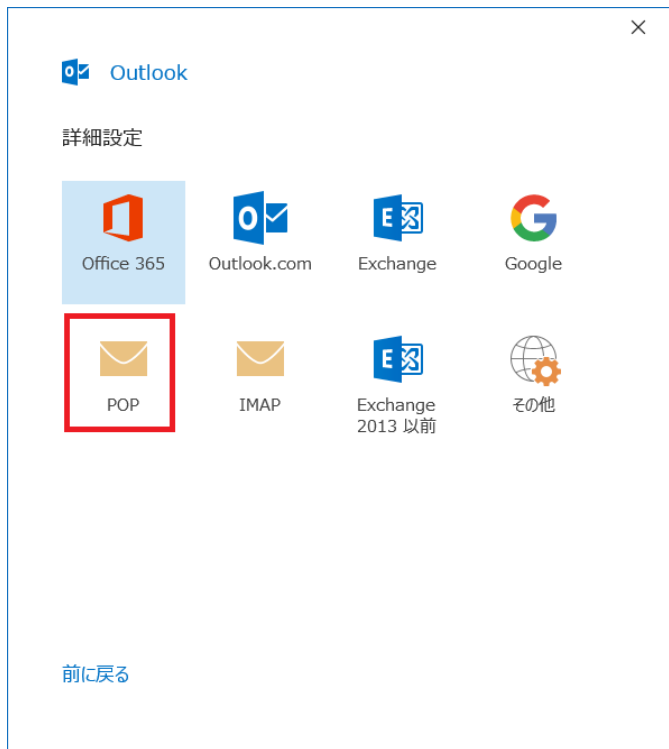 Outlook
詳細設定
Office 365
Outlook.com
Exchange
Google
POP
IMAP
Exchange
2013 以前
その他
前に戻る